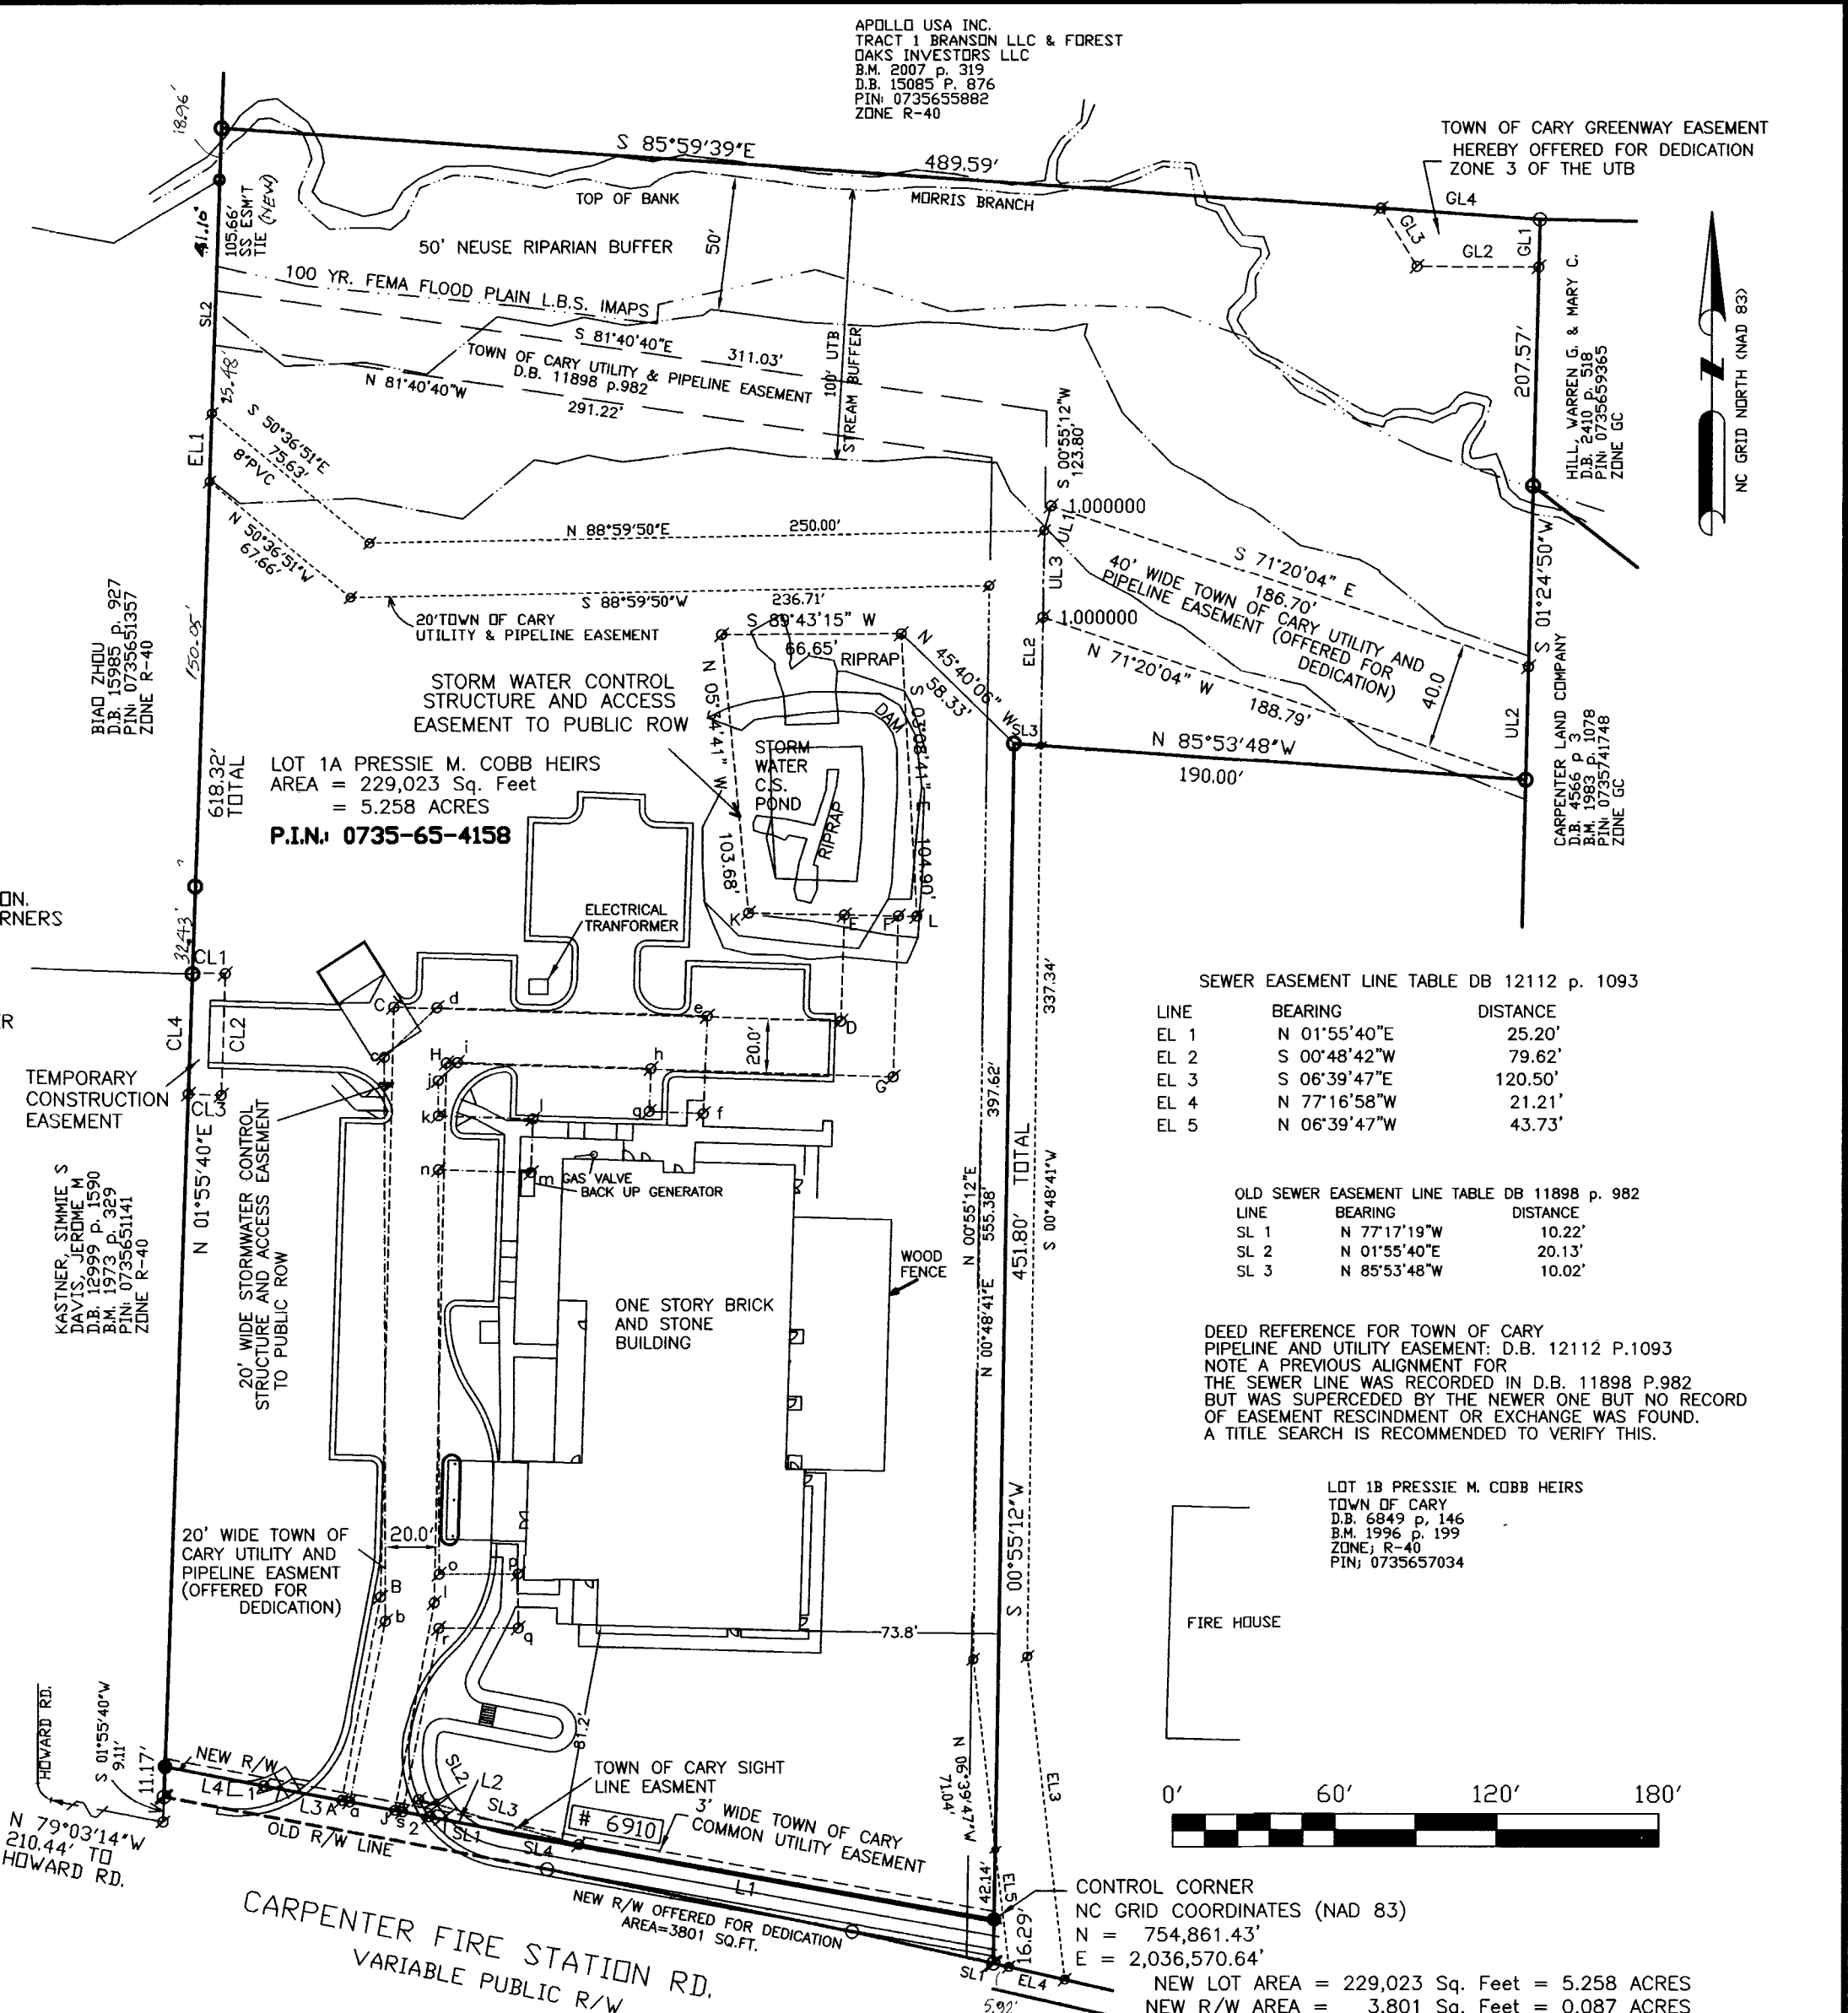 APOLLO USA INC.
TRACT 1 BRANSON LLC & FOREST
OAKS INVESTORS LLC
B.M. 2007 p. 319
D.B. 15085 P. 876
PIN: 0735655882
ZONE R-40
TOWN OF CARY GREENWAY EASEMENT
HEREBY OFFERED FOR DEDICATION
ZONE 3 OF THE UTB
18.96'
S 85°59'39"E
489.59'
GL4
GL3
GL2
GL1
TOP OF BANK
MORRIS BRANCH
41.10'
105.66'
SS ESM'T
TIE (NEW)
50' NEUSE RIPARIAN BUFFER
50'
100 YR. FEMA FLOOD PLAIN L.B.S. IMAPS
SL2
S 81°40'40"E
311.03'
TOWN OF CARY UTILITY & PIPELINE EASEMENT
D.B. 11898 p.982
N 81°40'40"W
291.22'
100' UTB
STREAM BUFFER
207.57'
HILL, WARREN G. & MARY C.
D.B. 2410 p. 518
PIN: 0735659365
ZONE GC
NC GRID NORTH (NAD 83)
N
25.48'
EL1
S 50°36'51"E
75.63'
8"PVC
N 50°36'51"W
67.66'
S 00°55'12"W
123.80'
1.000000
UL1
N 88°59'50"E
250.00'
UL3
S 88°59'50"W
236.71'
20'TOWN OF CARY
UTILITY & PIPELINE EASEMENT
S 71°20'04" E
186.70'
40' WIDE TOWN OF CARY UTILITY AND
PIPELINE EASEMENT (OFFERED FOR
DEDICATION)
1.000000
N 71°20'04" W
188.79'
40.0
S 01°24'50"W
UL2
EL2
BIAO ZHOU
D.B. 15985 p. 927
PIN: 0735651357
ZONE R-40
150.05'
618.32'
TOTAL
S 89°43'15" W
66.65'
RIPRAP
N 45°40'06" W
58.33'
SL3
N 85°53'48"W
190.00'
CARPENTER LAND COMPANY
D.B. 4566 p 3
B.M. 1983 p. 1078
PIN: 0735741748
ZONE GC
STORM WATER CONTROL
STRUCTURE AND ACCESS
EASEMENT TO PUBLIC ROW
N 05°54'41" W
103.68'
DAM
S 03°08'41" E
104.90'
STORM
WATER
C.S.
POND
RIPRAP
LOT 1A PRESSIE M. COBB HEIRS
AREA = 229,023 Sq. Feet
= 5.258 ACRES
P.I.N.: 0735-65-4158
ON.
RNERS
ER
ELECTRICAL
TRANFORMER
K
E
F
L
32.43'
CL1
CL2
CL4
CL3
C
d
e
D
c
H
i
h
20.0'
G
j
k
l
g
f
n
m
GAS VALVE
BACK UP GENERATOR
TEMPORARY
CONSTRUCTION
EASEMENT
KASTNER, SIMMIE S
DAVIS, JEROME M
D.B. 12999 p. 1590
B.M. 1973 p. 329
PIN: 0735651141
ZONE R-40
N 01°55'40"E
20' WIDE STORMWATER CONTROL
STRUCTURE AND ACCESS EASEMENT
TO PUBLIC ROW
WOOD
FENCE
ONE STORY BRICK
AND STONE
BUILDING
N 00°55'12"E
555.38'
397.62'
N 00°48'41"E
451.80' TOTAL
S 00°55'12"W
337.34'
S 00°48'41"W
SEWER EASEMENT LINE TABLE DB 12112 p. 1093
LINE BEARING DISTANCE
EL 1 N 01°55'40"E 25.20'
EL 2 S 00°48'42"W 79.62'
EL 3 S 06°39'47"E 120.50'
EL 4 N 77°16'58"W 21.21'
EL 5 N 06°39'47"W 43.73'
OLD SEWER EASEMENT LINE TABLE DB 11898 p. 982
LINE BEARING DISTANCE
SL 1 N 77°17'19"W 10.22'
SL 2 N 01°55'40"E 20.13'
SL 3 N 85°53'48"W 10.02'
DEED REFERENCE FOR TOWN OF CARY
PIPELINE AND UTILITY EASEMENT: D.B. 12112 P.1093
NOTE A PREVIOUS ALIGNMENT FOR
THE SEWER LINE WAS RECORDED IN D.B. 11898 P.982
BUT WAS SUPERCEDED BY THE NEWER ONE BUT NO RECORD
OF EASEMENT RESCINDMENT OR EXCHANGE WAS FOUND.
A TITLE SEARCH IS RECOMMENDED TO VERIFY THIS.
LOT 1B PRESSIE M. COBB HEIRS
TOWN OF CARY
D.B. 6849 p, 146
B.M. 1996 p. 199
ZONE; R-40
PIN; 0735657034
FIRE HOUSE
20' WIDE TOWN OF
CARY UTILITY AND
PIPELINE EASMENT
(OFFERED FOR
DEDICATION)
20.0'
B
b
o
p
I
r
q
73.8'
81.2'
HOWARD RD.
S 01°55'40"W
9.11'
11.17'
N 79°03'14"W
210.44' TO
HOWARD RD.
NEW R/W
L4
1
L3
A
a
J
s
2
SL2
L2
SL3
SL1
SL4
OLD R/W LINE
TOWN OF CARY SIGHT
LINE EASMENT
# 6910
3' WIDE TOWN OF CARY
COMMON UTILITY EASEMENT
L1
NEW R/W OFFERED FOR DEDICATION
AREA=3801 SQ.FT.
N 06°39'47"W
71.04'
EL3
42.14'
EL5
16.29'
SL1
EL4
5.92'
CARPENTER FIRE STATION RD.
VARIABLE PUBLIC R/W
0' 60' 120' 180'
CONTROL CORNER
NC GRID COORDINATES (NAD 83)
N = 754,861.43'
E = 2,036,570.64'
NEW LOT AREA = 229,023 Sq. Feet = 5.258 ACRES
NEW R/W AREA = 3,801 Sq. Feet = 0.087 ACRES